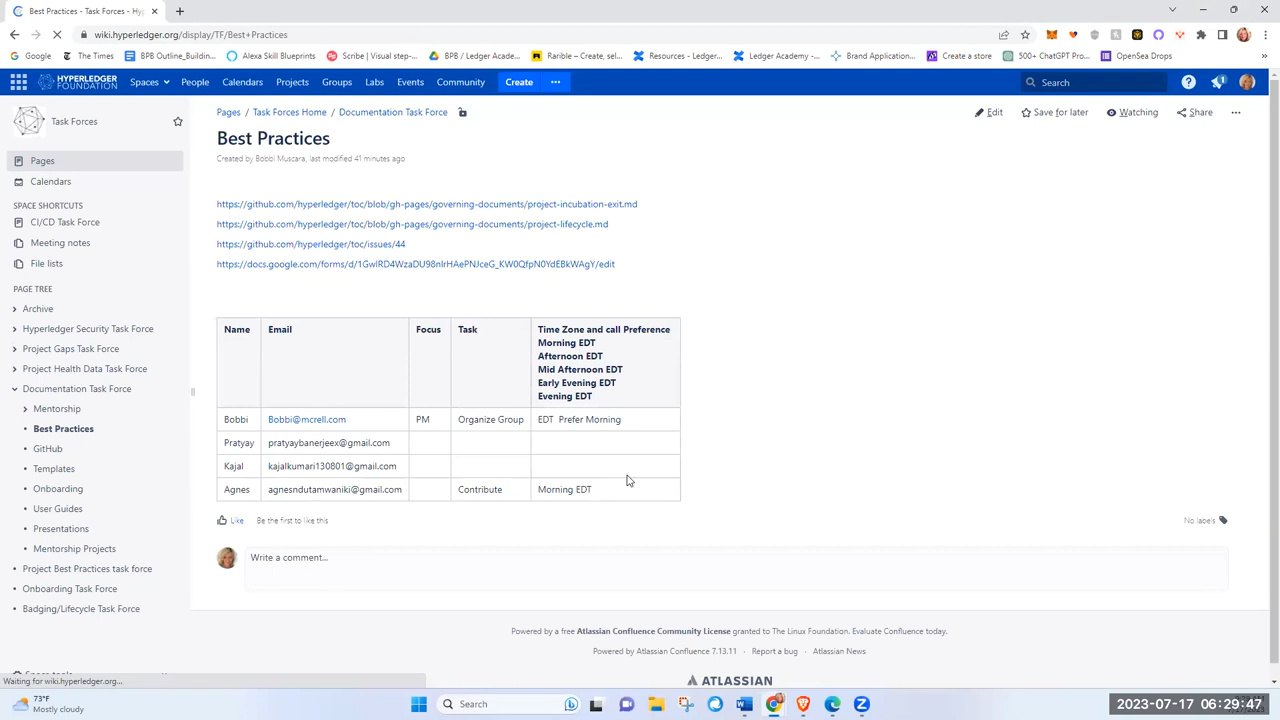 Best Practices - Task Forces - Hy
wiki.hyperledger.org/display/TF/Best+Practices
Google
The Times
BPB Outline_Building...
Alexa Skill Blueprints
Scribe | Visual step-...
BPB / Ledger Acade...
Rarible – Create, sel...
Resources - Ledger...
Ledger Academy -...
Brand Application...
Create a store
500+ ChatGPT Pro...
OpenSea Drops
HYPERLEDGER FOUNDATION
Spaces
People
Calendars
Projects
Groups
Labs
Events
Community
Create
Search
1
Task Forces
Pages / Task Forces Home / Documentation Task Force
Edit
Save for later
Watching
Share
Best Practices
Created by Bobbi Muscara, last modified 41 minutes ago
Pages
Calendars
SPACE SHORTCUTS
CI/CD Task Force
Meeting notes
File lists
PAGE TREE
Archive
Hyperledger Security Task Force
Project Gaps Task Force
Project Health Data Task Force
Documentation Task Force
Mentorship
Best Practices
GitHub
Templates
Onboarding
User Guides
Presentations
Mentorship Projects
Project Best Practices task force
Onboarding Task Force
Badging/Lifecycle Task Force
https://github.com/hyperledger/toc/blob/gh-pages/governing-documents/project-incubation-exit.md
https://github.com/hyperledger/toc/blob/gh-pages/governing-documents/project-lifecycle.md
https://github.com/hyperledger/toc/issues/44
Name Email Focus Task Time Zone and call Preference
Morning EDT
Afternoon EDT
Mid Afternoon EDT
Early Evening EDT
Evening EDT
Bobbi Bobbi@mcrell.com PM Organize Group EDT Prefer Morning
Pratyay pratyaybanerjeex@gmail.com
Kajal kajalkumari130801@gmail.com
Agnes agnesndutamwaniki@gmail.com Contribute Morning EDT
Like
Be the first to like this
No labels
Write a comment...
Powered by a free Atlassian Confluence Community License granted to The Linux Foundation. Evaluate Confluence today.
Powered by Atlassian Confluence 7.13.11 · Report a bug · Atlassian News
ATLASSIAN
Waiting for wiki.hyperledger.org...
73°F
Mostly cloudy
Search
2023-07-17 06:29:47